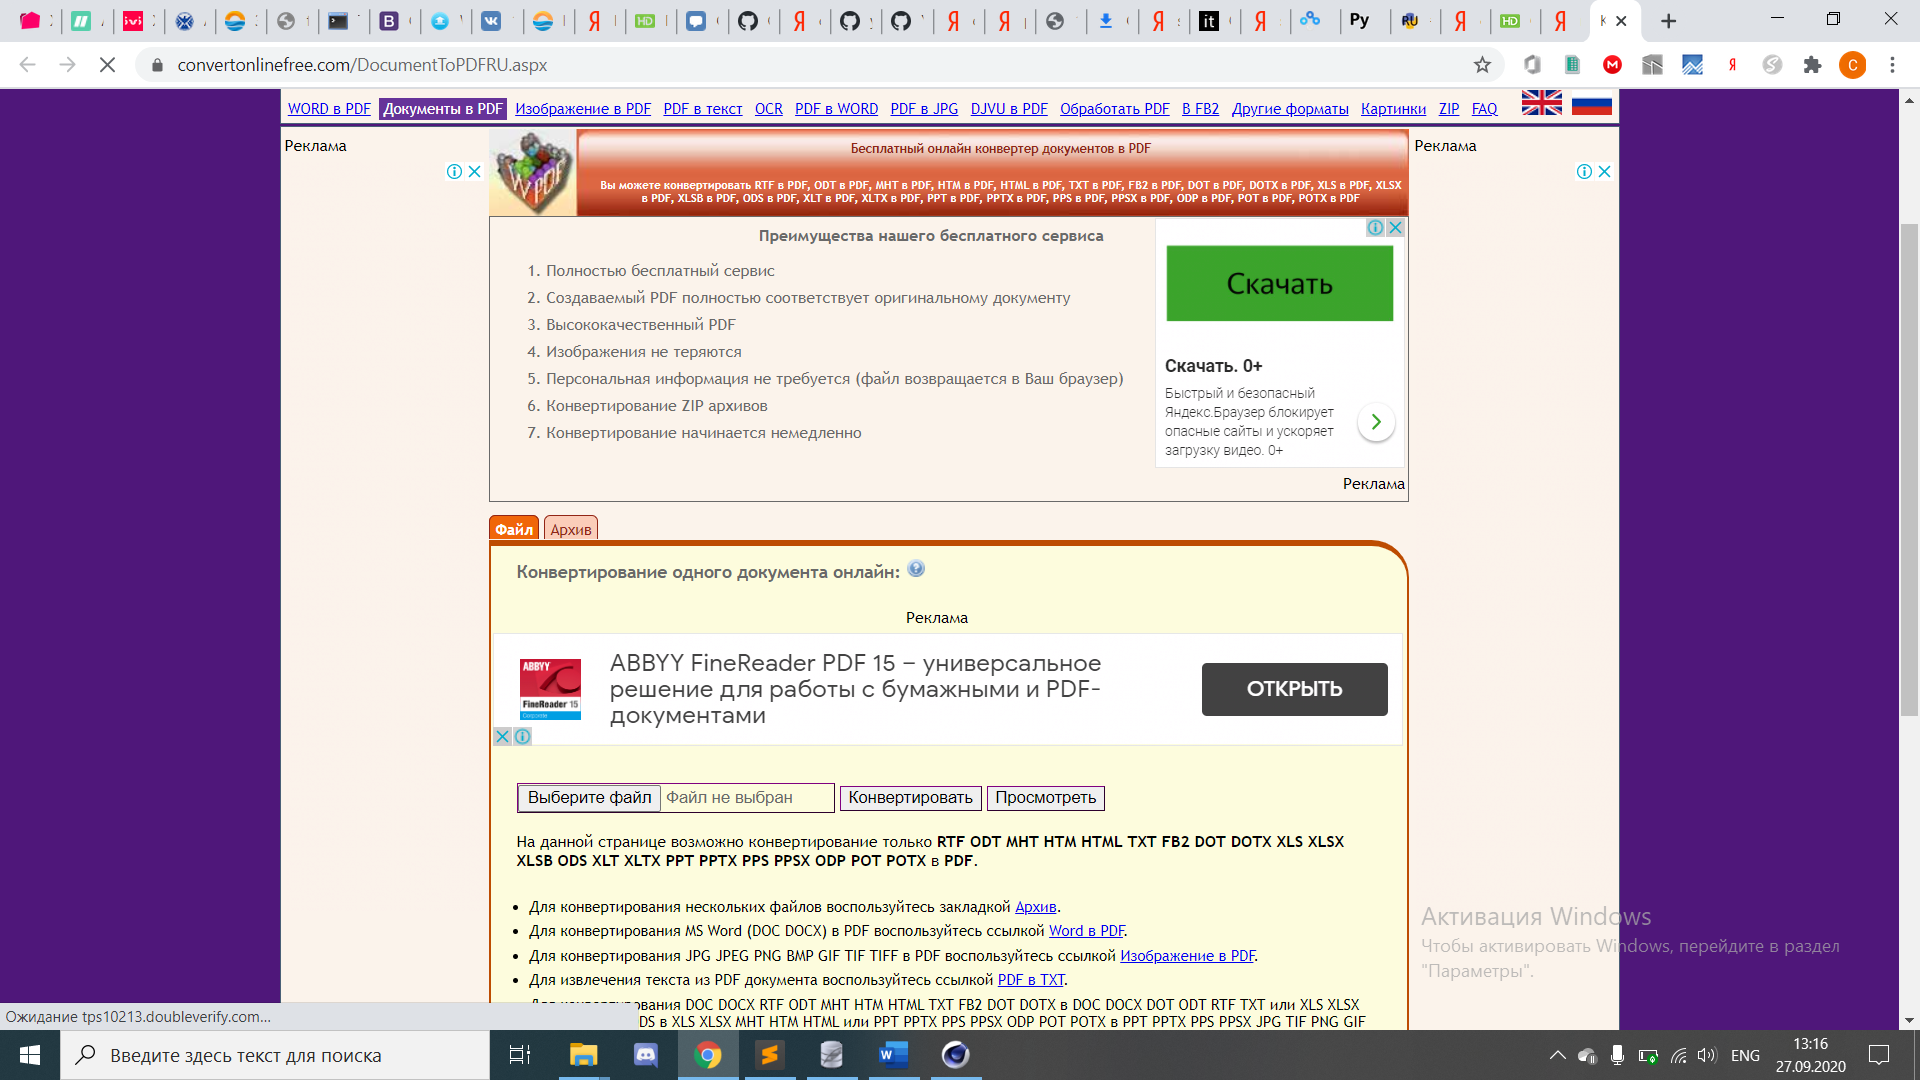 convertonlinefree.com/DocumentToPDFRU.aspx
WORD в PDF Документы в PDF Изображение в PDF PDF в текст OCR PDF в WORD PDF в JPG DJVU в PDF Обработать PDF В FB2 Другие форматы Картинки ZIP FAQ
Реклама
Бесплатный онлайн конвертер документов в PDF
Вы можете конвертировать RTF в PDF, ODT в PDF, MHT в PDF, HTM в PDF, HTML в PDF, TXT в PDF, FB2 в PDF, DOT в PDF, DOTX в PDF, XLS в PDF, XLSX
в PDF, XLSB в PDF, ODS в PDF, XLT в PDF, XLTX в PDF, PPT в PDF, PPTX в PDF, PPS в PDF, PPSX в PDF, ODP в PDF, POT в PDF, POTX в PDF
Реклама
Преимущества нашего бесплатного сервиса
1. Полностью бесплатный сервис
2. Создаваемый PDF полностью соответствует оригинальному документу
3. Высококачественный PDF
4. Изображения не теряются
5. Персональная информация не требуется (файл возвращается в Ваш браузер)
6. Конвертирование ZIP архивов
7. Конвертирование начинается немедленно
Скачать
Скачать. 0+
Быстрый и безопасный
Яндекс.Браузер блокирует
опасные сайты и ускоряет
загрузку видео. 0+
Реклама
Файл Архив
Конвертирование одного документа онлайн:
Реклама
ABBYY
FineReader 15
ABBYY FineReader PDF 15 – универсальное
решение для работы с бумажными и PDF-
документами
ОТКРЫТЬ
Выберите файл Файл не выбран Конвертировать Просмотреть
На данной странице возможно конвертирование только RTF ODT MHT HTM HTML TXT FB2 DOT DOTX XLS XLSX
XLSB ODS XLT XLTX PPT PPTX PPS PPSX ODP POT POTX в PDF.
• Для конвертирования нескольких файлов воспользуйтесь закладкой Архив.
• Для конвертирования MS Word (DOC DOCX) в PDF воспользуйтесь ссылкой Word в PDF.
• Для конвертирования JPG JPEG PNG BMP GIF TIF TIFF в PDF воспользуйтесь ссылкой Изображение в PDF.
• Для извлечения текста из PDF документа воспользуйтесь ссылкой PDF в TXT.
• Для конвертирования DOC DOCX RTF ODT MHT HTM HTML TXT FB2 DOT DOTX в DOC DOCX DOT ODT RTF TXT или XLS XLSX
DS в XLS XLSX MHT HTM HTML или PPT PPTX PPS PPSX ODP POT POTX в PPT PPTX PPS PPSX JPG TIF PNG GIF
Активация Windows
Чтобы активировать Windows, перейдите в раздел
"Параметры".
Ожидание tps10213.doubleverify.com...
Введите здесь текст для поиска
ENG
13:16
27.09.2020